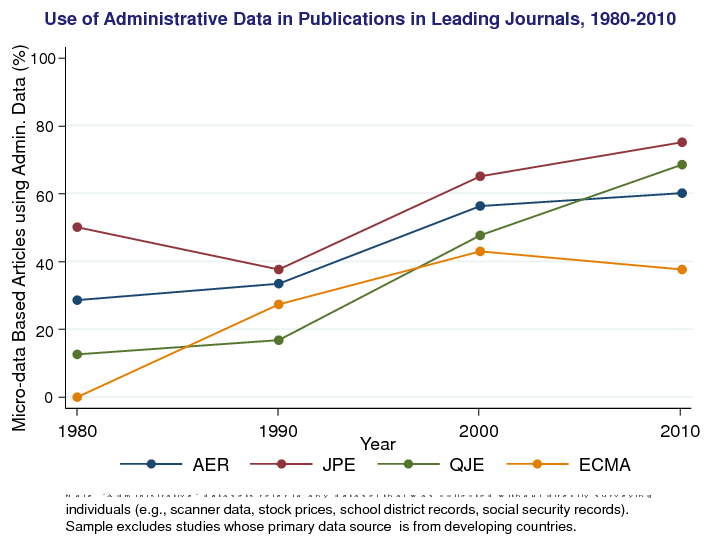 Use of Administrative Data in Publications in Leading Journals, 1980-2010
Micro-data Based Articles using Admin. Data (%)
100
80
60
40
20
0
1980 1990 2000 2010
Year
AER JPE QJE ECMA
individuals (e.g., scanner data, stock prices, school district records, social security records).
Sample excludes studies whose primary data source is from developing countries.